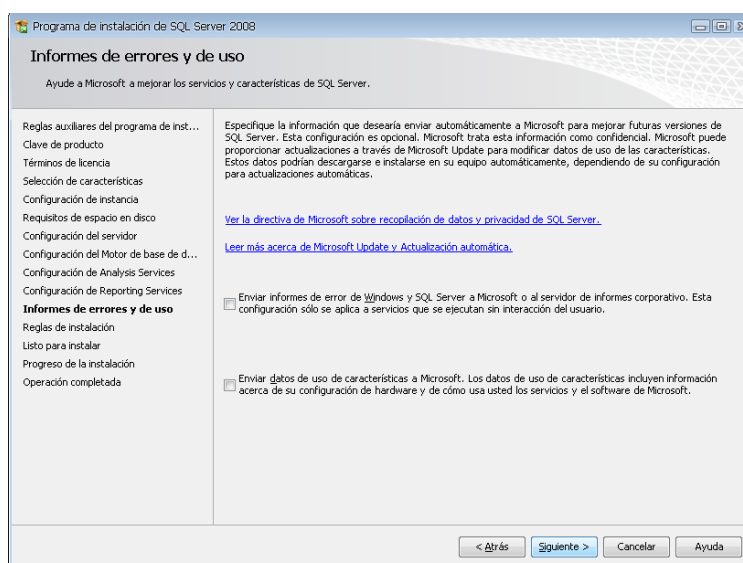 Programa de instalación de SQL Server 2008
Informes de errores y de uso
Ayude a Microsoft a mejorar los servicios y características de SQL Server.
Reglas auxiliares del programa de inst...
Clave de producto
Términos de licencia
Selección de características
Configuración de instancia
Requisitos de espacio en disco
Configuración del servidor
Configuración del Motor de base de d...
Configuración de Analysis Services
Configuración de Reporting Services
Informes de errores y de uso
Reglas de instalación
Listo para instalar
Progreso de la instalación
Operación completada
Especifique la información que desearía enviar automáticamente a Microsoft para mejorar futuras versiones de
SQL Server. Esta configuración es opcional. Microsoft trata esta información como confidencial. Microsoft puede
proporcionar actualizaciones a través de Microsoft Update para modificar datos de uso de las características.
Estos datos podrían descargarse e instalarse en su equipo automáticamente, dependiendo de su configuración
para actualizaciones automáticas.
Ver la directiva de Microsoft sobre recopilación de datos y privacidad de SQL Server.
Leer más acerca de Microsoft Update y Actualización automática.
Enviar informes de error de Windows y SQL Server a Microsoft o al servidor de informes corporativo. Esta
configuración sólo se aplica a servicios que se ejecutan sin interacción del usuario.
Enviar datos de uso de características a Microsoft. Los datos de uso de características incluyen información
acerca de su configuración de hardware y de cómo usa usted los servicios y el software de Microsoft.
< Atrás
Siguiente >
Cancelar
Ayuda